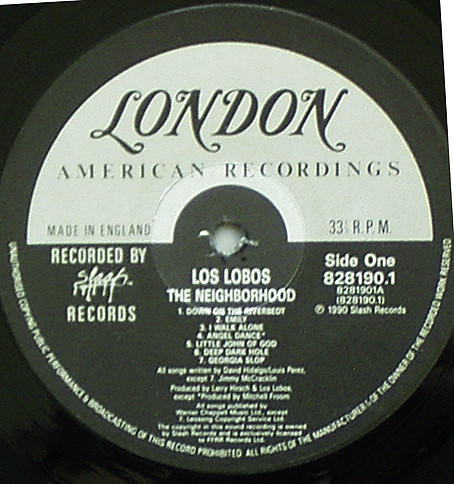 LONDON
AMERICAN RECORDINGS
MADE IN ENGLAND
33⅓ R.P.M.
RECORDED BY
Slash
RECORDS
LOS LOBOS
THE NEIGHBORHOOD
Side One
828190.1
8281901A
(828190.1)
℗ 1990 Slash Records
1. DOWN ON THE RIVERBED†
2. EMILY
3. I WALK ALONE
4. ANGEL DANCE*
5. LITTLE JOHN OF GOD
6. DEEP DARK HOLE
7. GEORGIA SLOP
All songs written by David Hidalgo/Louis Perez,
except 7. Jimmy McCracklin
Produced by Larry Hirsch & Los Lobos,
except *Produced by Mitchell Froom
All songs published by
Warner Chappell Music Ltd., except
7. Leosong Copyright Service Ltd.
The copyright in this sound recording is owned
by Slash Records and is exclusively licensed
to FFRR Records Ltd.
UNAUTHORISED COPYING PUBLIC PERFORMANCE & BROADCASTING OF THIS RECORD PROHIBITED ALL RIGHTS OF THE MANUFACTURER & OF THE OWNER OF THE RECORDED WORK RESERVED